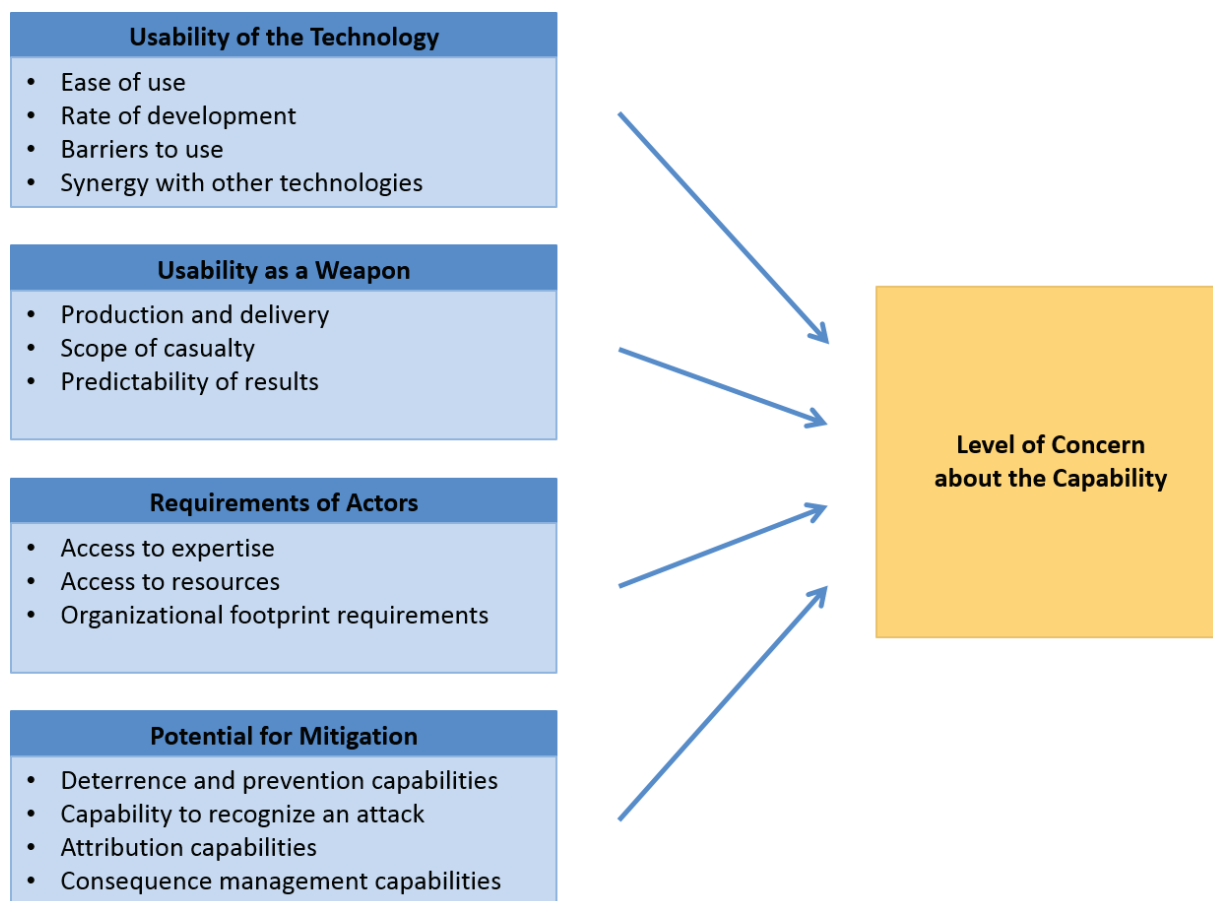 Usability of the Technology
• Ease of use
• Rate of development
• Barriers to use
• Synergy with other technologies
Usability as a Weapon
• Production and delivery
• Scope of casualty
• Predictability of results
Requirements of Actors
• Access to expertise
• Access to resources
• Organizational footprint requirements
Potential for Mitigation
• Deterrence and prevention capabilities
• Capability to recognize an attack
• Attribution capabilities
• Consequence management capabilities
Level of Concern
about the Capability